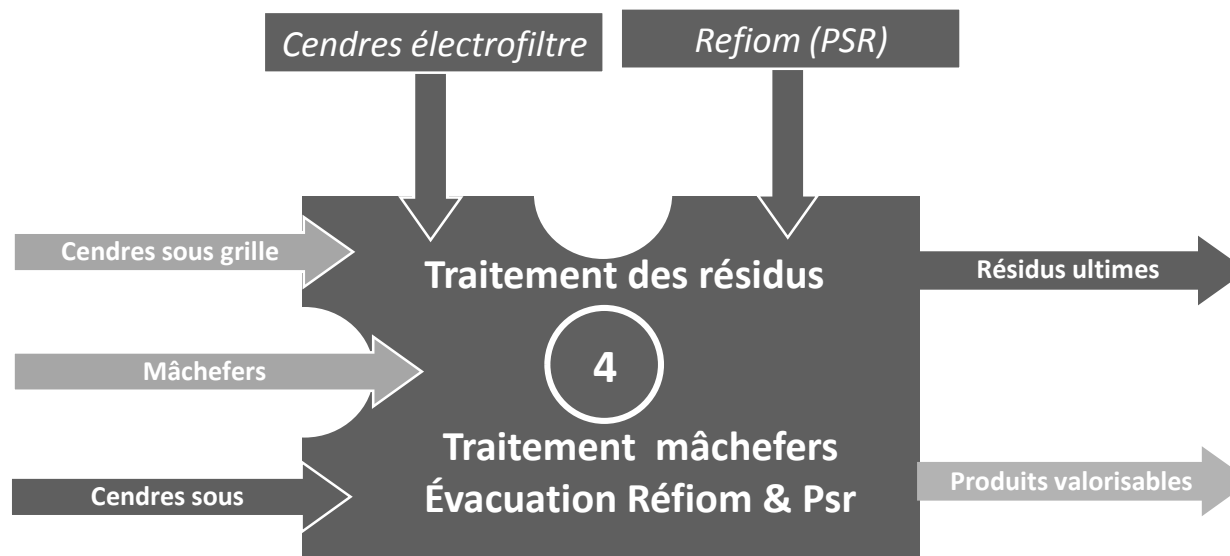 Cendres électrofiltre
Refiom (PSR)
Cendres sous grille
Traitement des résidus
Résidus ultimes
Mâchefers
4
Traitement mâchefers
Évacuation Réfiom & Psr
Cendres sous
Produits valorisables